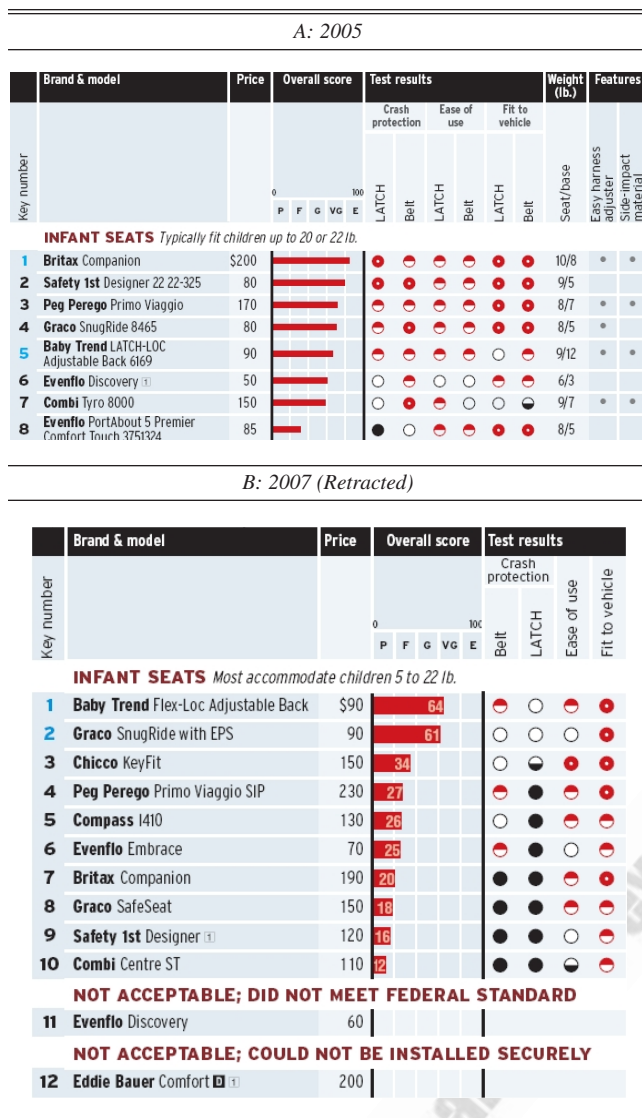 A: 2005
Brand & model Price Overall score Test results Weight (lb.) Features
Crash protection Ease of use Fit to vehicle
Key number 0 100 LATCH Belt LATCH Belt LATCH Belt Seat/base Easy harness adjuster Side-impact material
P F G VG E
INFANT SEATS Typically fit children up to 20 or 22 lb.
1 Britax Companion $200 10/8
2 Safety 1st Designer 22 22-325 80 9/5
3 Peg Perego Primo Viaggio 170 8/7
4 Graco SnugRide 8465 80 8/5
5 Baby Trend LATCH-LOC Adjustable Back 6169 90 9/12
6 Evenflo Discovery 1 50 6/3
7 Combi Tyro 8000 150 9/7
8 Evenflo PortAbout 5 Premier Comfort Touch 3751324 85 8/5
B: 2007 (Retracted)
Brand & model Price Overall score Test results
Crash protection
Key number 0 100 Belt LATCH Ease of use Fit to vehicle
P F G VG E
INFANT SEATS Most accommodate children 5 to 22 lb.
1 Baby Trend Flex-Loc Adjustable Back $90 64
2 Graco SnugRide with EPS 90 61
3 Chicco KeyFit 150 34
4 Peg Perego Primo Viaggio SIP 230 27
5 Compass I410 130 26
6 Evenflo Embrace 70 25
7 Britax Companion 190 20
8 Graco SafeSeat 150 18
9 Safety 1st Designer 1 120 16
10 Combi Centre ST 110 12
NOT ACCEPTABLE; DID NOT MEET FEDERAL STANDARD
11 Evenflo Discovery 60
NOT ACCEPTABLE; COULD NOT BE INSTALLED SECURELY
12 Eddie Bauer Comfort D 1 200